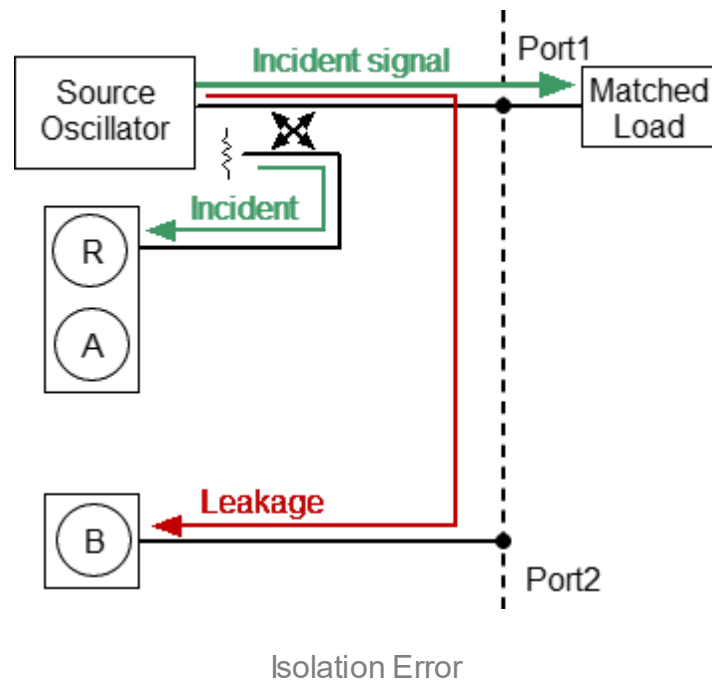 Incident signal
Port1
Source
Oscillator
Matched
Load
Incident
R
A
Leakage
B
Port2
Isolation Error